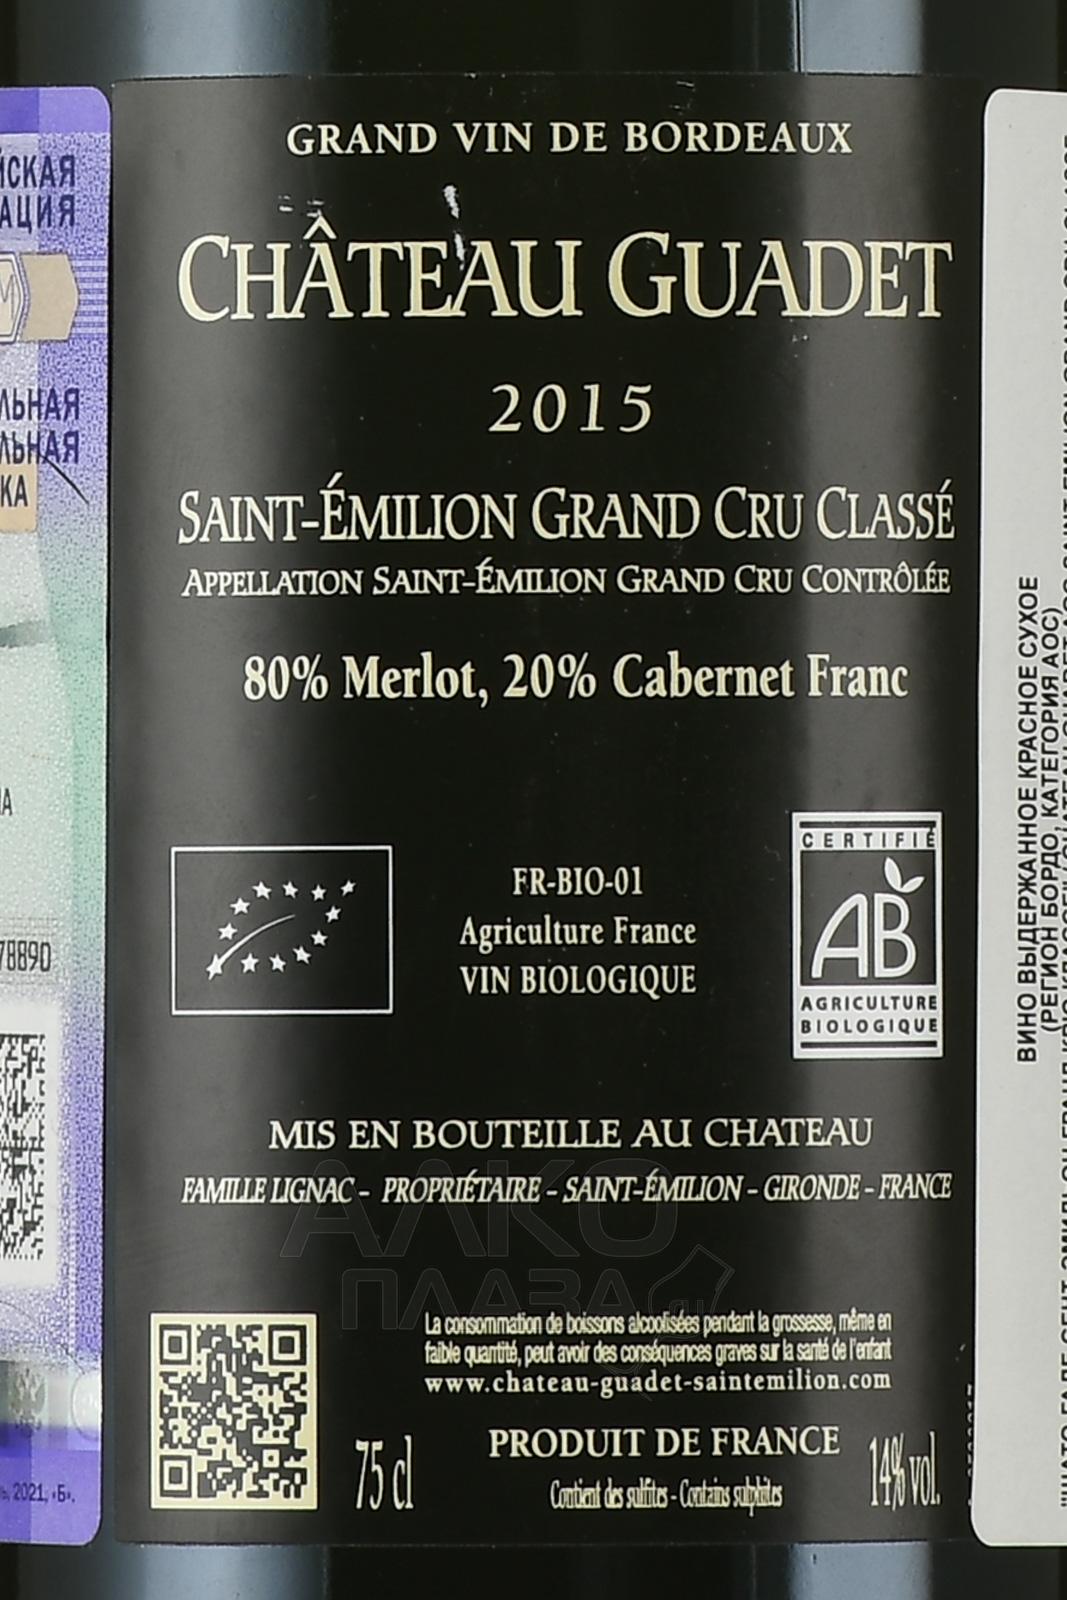 GRAND VIN DE BORDEAUX
CHÂTEAU GUADET
2015
SAINT-ÉMILION GRAND CRU CLASSÉ
APPELLATION SAINT-ÉMILION GRAND CRU CONTRÔLÉE
80% Merlot, 20% Cabernet Franc
FR-BIO-01
Agriculture France
VIN BIOLOGIQUE
CERTIFIÉ
AB
AGRICULTURE
BIOLOGIQUE
MIS EN BOUTEILLE AU CHATEAU
FAMILLE LIGNAC - PROPRIÉTAIRE - SAINT-ÉMILION - GIRONDE - FRANCE
АЛКО
ПЛАЗА
.ru
La consommation de boissons alcoolisées pendant la grossesse, même en
faible quantité, peut avoir des conséquences graves sur la santé de l'enfant
www.chateau-guadet-saintemilion.com
PRODUIT DE FRANCE
75 cl
14% vol.
Contient des sulfites - Contains sulphites
ВИНО ВЫДЕРЖАННОЕ КРАСНОЕ СУХОЕ
(РЕГИОН БОРДО, КАТЕГОРИЯ АОС)
78890
2021, «Б».